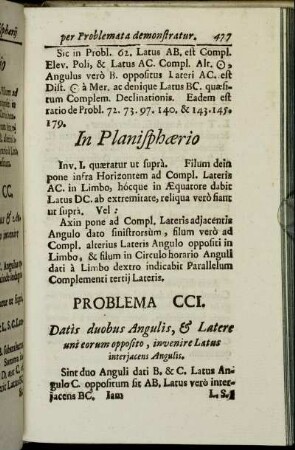 per Problemata demonstratur. 477
Sic in Probl. 62. Latus AB, est Compl.
Elev. Poli, & Latus AC. Compl. Alt. ☉,
Angulus verò B. oppositus Lateri AC. est
Dist. ☉ à Mer. ac denique Latus BC. quæsi-
tum Complem. Declinationis. Eadem est
ratio de Probl. 72. 73. 97. 140. & 143.145.
179.
In Planisphærio
Inv. I. quæratur ut suprà. Filum dein
pone infra Horizontem ad Compl. Lateris
AC. in Limbo, hócque in Æquatore dabit
Latus DC. ab extremitate, reliqua verò fiant
ut suprà. Vel:
Axin pone ad Compl. Lateris adjacentis
Angulo dato sinistrorsùm, filum verò ad
Compl. alterius Lateris Angulo oppositi in
Limbo, & filum in Circulo horario Anguli
dati à Limbo dextro indicabit Parallelum
Complementi tertij Lateris.
PROBLEMA CCI.
Datis duobus Angulis, & Latere
uni eorum opposito, invenire Latus
interjacens Angulis.
Sint duo Anguli dati B. & C. Latus An-
gulo C. oppositum sit AB, Latus verò inter-
jacens BC. Iam L. S.